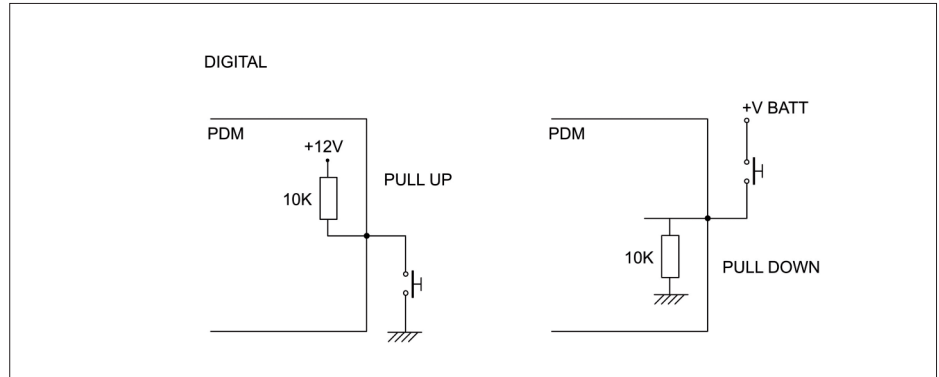 DIGITAL
PDM
+12V
10K
PULL UP
+V BATT
PDM
10K
PULL DOWN